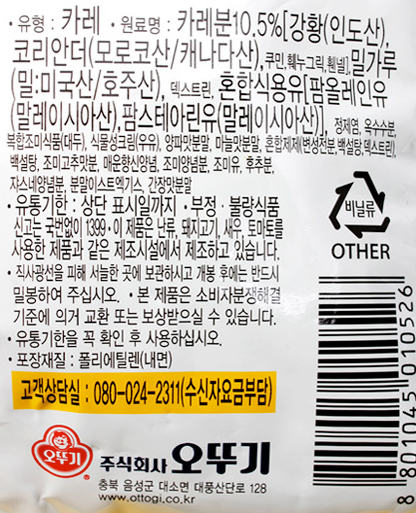 • 유형 : 카레 • 원료명 : 카레분10.5%[강황(인도산),
코리안더(모로코산/캐나다산),쿠민,훼누그릭,휀넬],밀가루
(밀:미국산/호주산), 덱스트린, 혼합식용유[팜올레인유
(말레이시아산),팜스테아린유(말레이시아산)], 정제염, 옥수수분,
복합조미식품(대두), 식물성크림(우유), 양파맛분말, 마늘맛분말, 혼합제제(변성전분,백설탕,덱스트린),
백설탕, 조미고추맛분, 매운향신양념, 조미양념분, 조미유, 후추분,
쟈스네양념분, 분말이스트엑기스, 간장맛분말
• 유통기한 : 상단 표시일까지 • 부정 · 불량식품
신고는 국번없이 1399 • 이 제품은 난류, 돼지고기, 새우, 토마토를
사용한 제품과 같은 제조시설에서 제조하고 있습니다.
• 직사광선을 피해 서늘한 곳에 보관하시고 개봉 후에는 반드시
밀봉하여 주십시오. • 본 제품은 소비자분쟁해결
기준에 의거 교환 또는 보상받으실 수 있습니다.
• 유통기한을 꼭 확인 후 사용하십시오.
• 포장재질 : 폴리에틸렌(내면)
고객상담실 : 080-024-2311(수신자요금부담)
비닐류
OTHER
8 801045 010526
오뚜기
주식회사 오뚜기
충북 음성군 대소면 대풍산단로 128
www.ottogi.co.kr